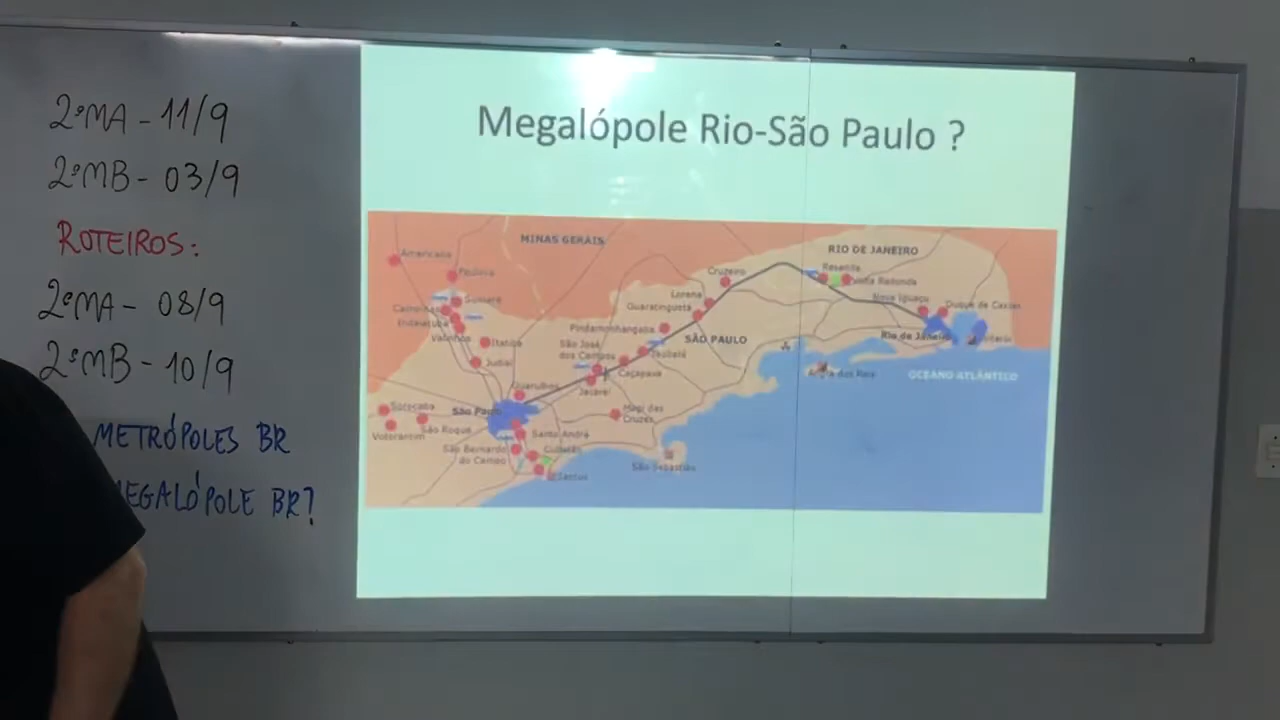 2ºMA - 11/9
2ºMB - 03/9
ROTEIROS:
2ºMA - 08/9
2ºMB - 10/9
METRÓPOLES BR
MEGALÓPOLE BR?
Megalópole Rio-São Paulo ?
MINAS GERAIS
RIO DE JANEIRO
Americana
Paulínia
Sumaré
Campinas
Indaiatuba
Valinhos
Itatiba
Jundiaí
Cruzeiro
Lorena
Guaratinguetá
Pindamonhangaba
São José
dos Campos
Taubaté
Caçapava
Jacareí
SÃO PAULO
Resende
Volta Redonda
Nova Iguaçu
Duque de Caxias
Rio de Janeiro
Niterói
Angra dos Reis
OCEANO ATLÂNTICO
Guarulhos
São Paulo
Sorocaba
Votorantim
São Roque
Mogi das
Cruzes
Santo André
São Bernardo
do Campo
Cubatão
Santos
São Sebastião